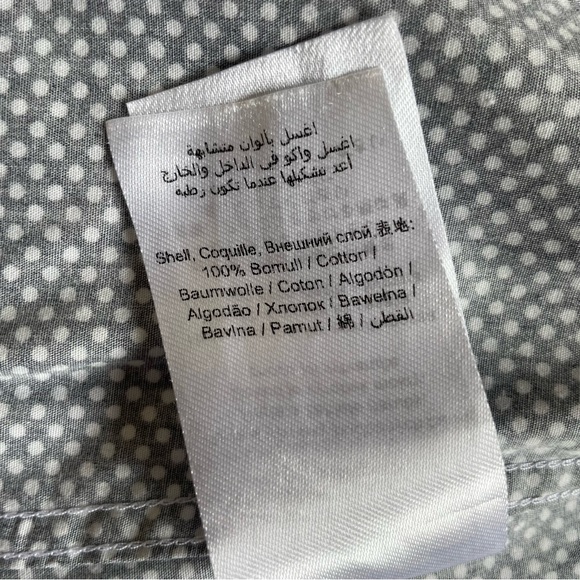 اغسل بألوان متشابهة
اغسل واكو في الداخل والخارج
أعد تشكيلها عندما تكون رطبه
Shell, Coquille, Внешний слой 表地:
100% Bomull / Cotton /
Baumwolle / Coton / Algodón /
Algodão / Хлопок / Bawełna /
Bavlna / Pamut / 綿 / القطن